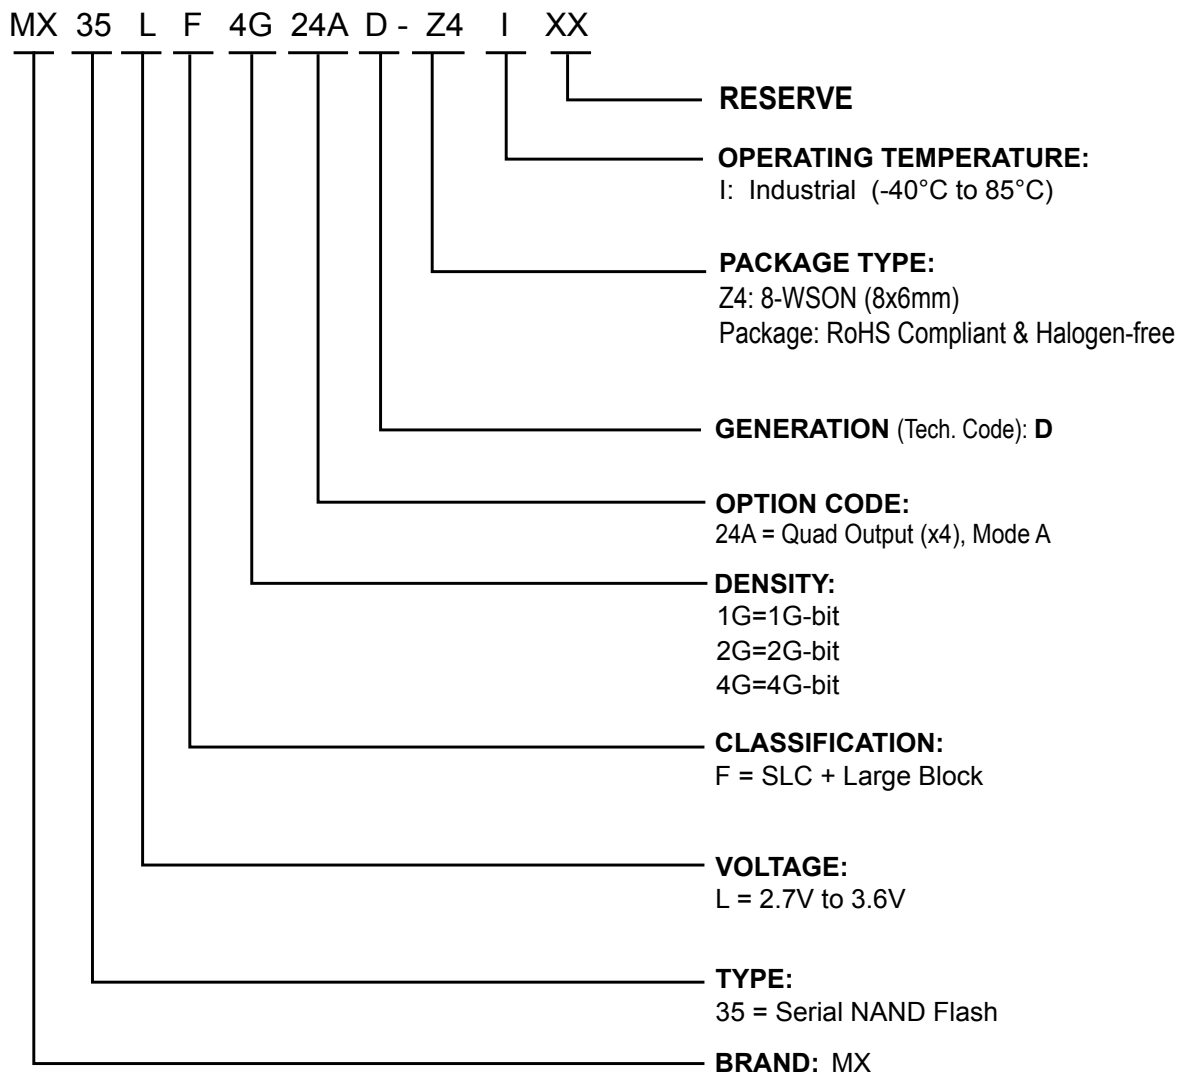 MX 35 L F 4G 24A D - Z4 I XX
RESERVE
OPERATING TEMPERATURE:
I: Industrial (-40°C to 85°C)
PACKAGE TYPE:
Z4: 8-WSON (8x6mm)
Package: RoHS Compliant & Halogen-free
GENERATION (Tech. Code): D
OPTION CODE:
24A = Quad Output (x4), Mode A
DENSITY:
1G=1G-bit
2G=2G-bit
4G=4G-bit
CLASSIFICATION:
F = SLC + Large Block
VOLTAGE:
L = 2.7V to 3.6V
TYPE:
35 = Serial NAND Flash
BRAND: MX